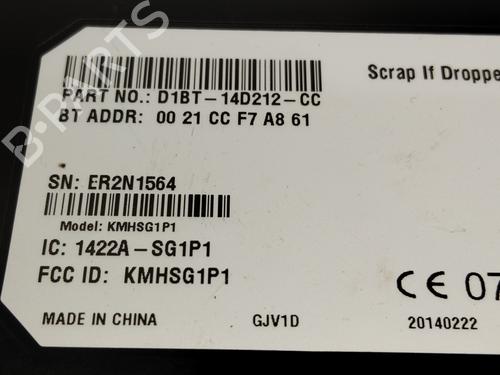 Scrap If Droppe
PART NO.: D1BT-14D212-CC
BT ADDR: 00 21 CC F7 A8 61
SN: ER2N1564
Model: KMHSG1P1
IC: 1422A-SG1P1
FCC ID: KMHSG1P1
CE 07
MADE IN CHINA GJV1D 20140222
B-PARTS